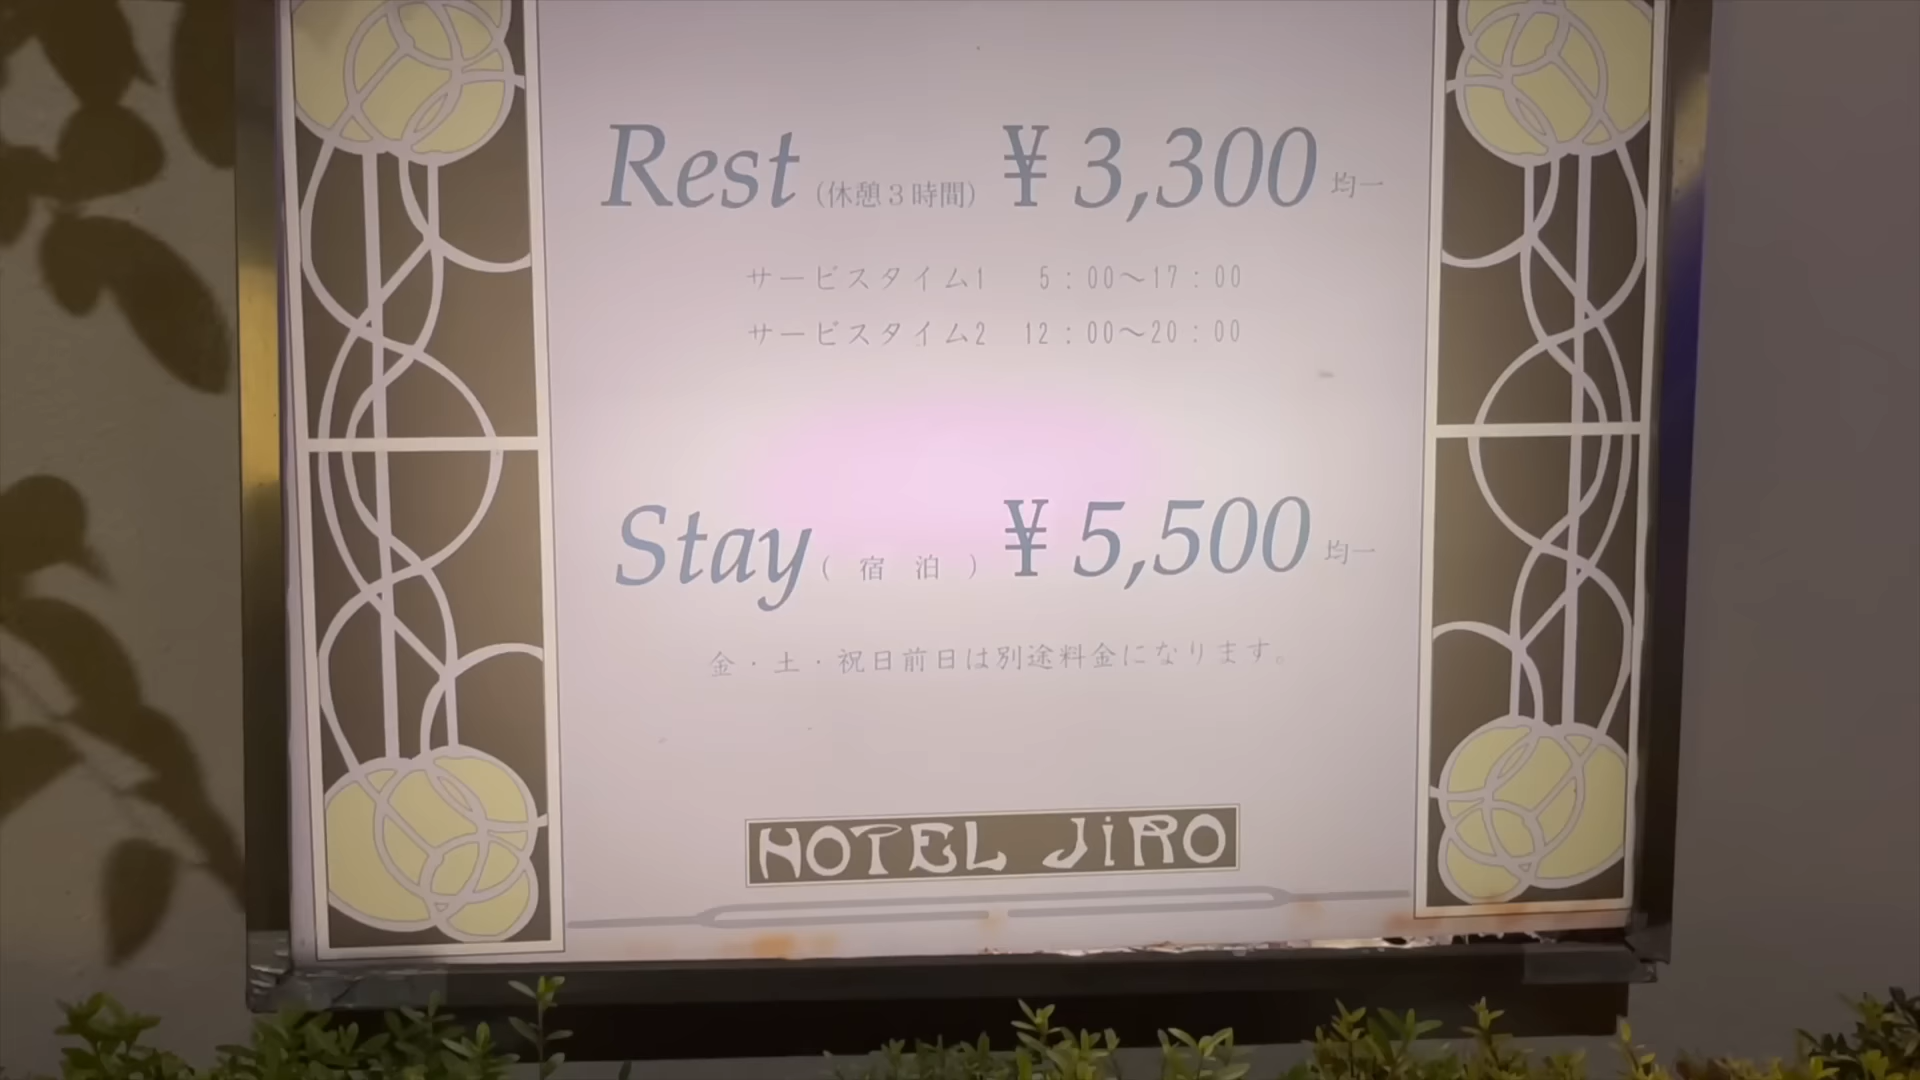 Rest (休憩3時間) ¥3,300 均一
サービスタイム1 5:00〜17:00
サービスタイム2 12:00〜20:00
Stay (宿泊) ¥5,500 均一
金・土・祝日前日は別途料金になります。
HOTEL JiRO